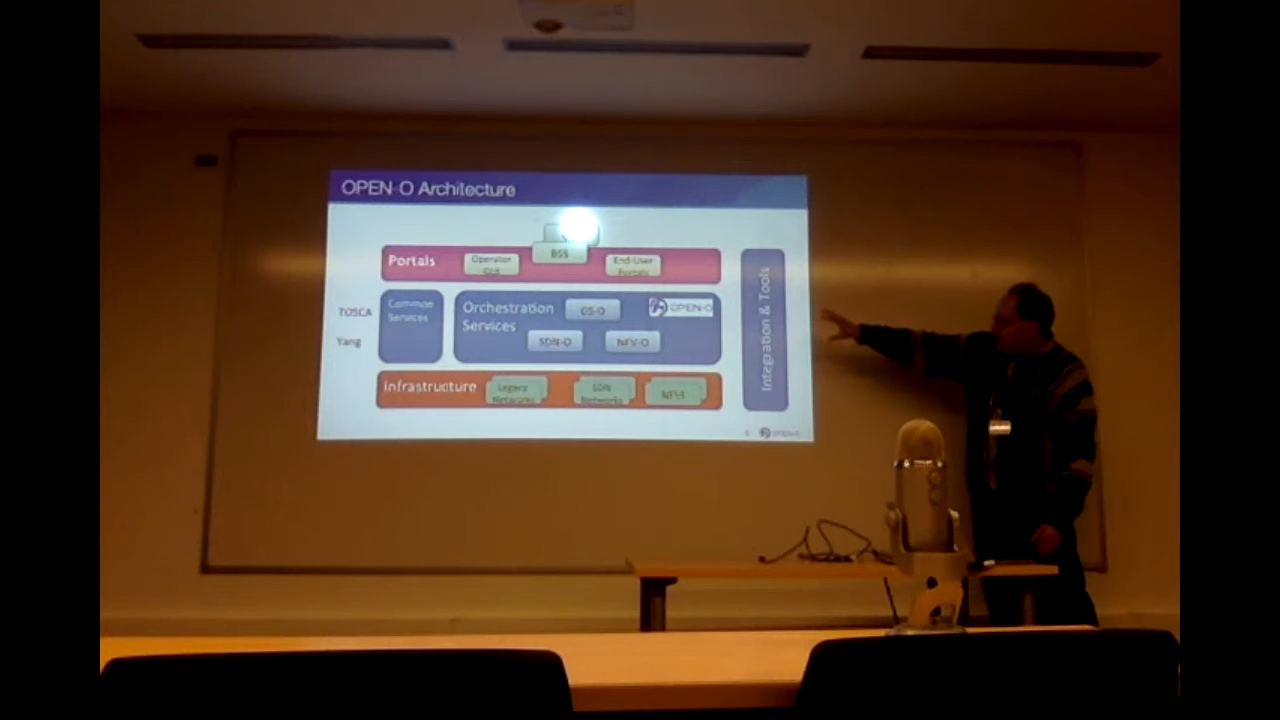 OPEN-O Architecture
BSS
Portals
Operator
GUI
End-User
Portals
TOSCA
Yang
Common
Services
Orchestration
Services
GS-O
OPEN-O
SDN-O
NFV-O
Infrastructure
Legacy
Networks
SDN
Networks
NFVI
Integration & Tools
OPEN-O